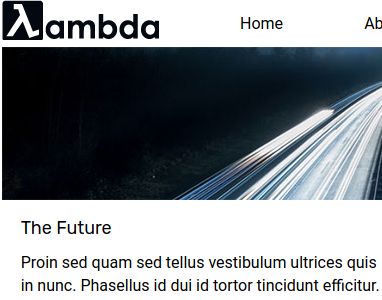 λambda
Home
Ab
The Future
Proin sed quam sed tellus vestibulum ultrices quis
in nunc. Phasellus id dui id tortor tincidunt efficitur.